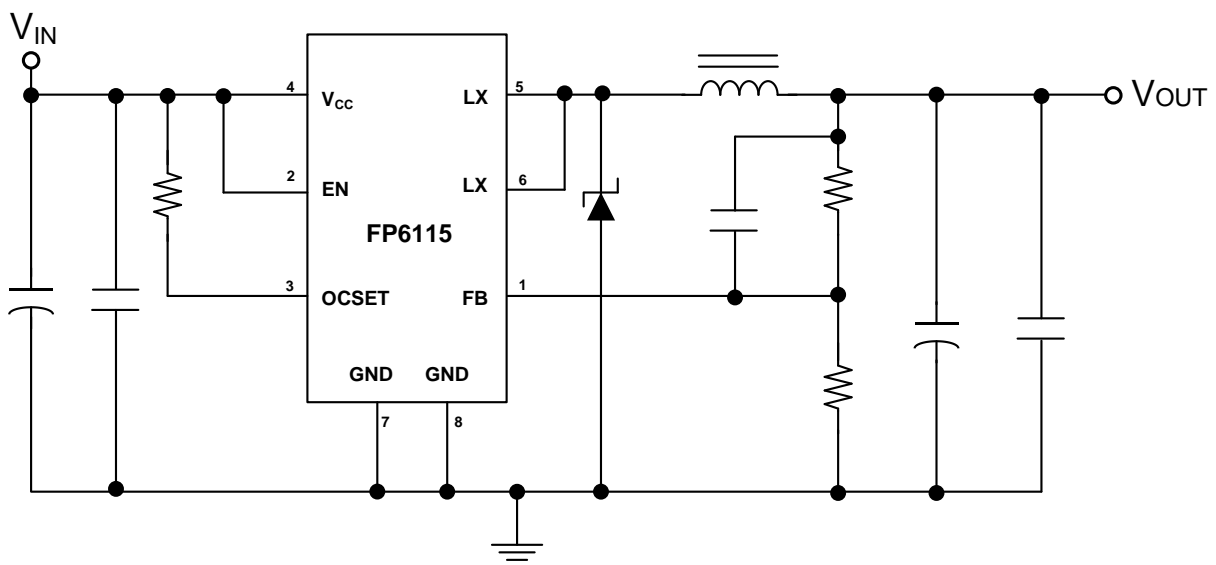 VIN
4 VCC LX 5
VOUT
2 EN LX 6
FP6115
3 OCSET FB 1
GND GND
7 8